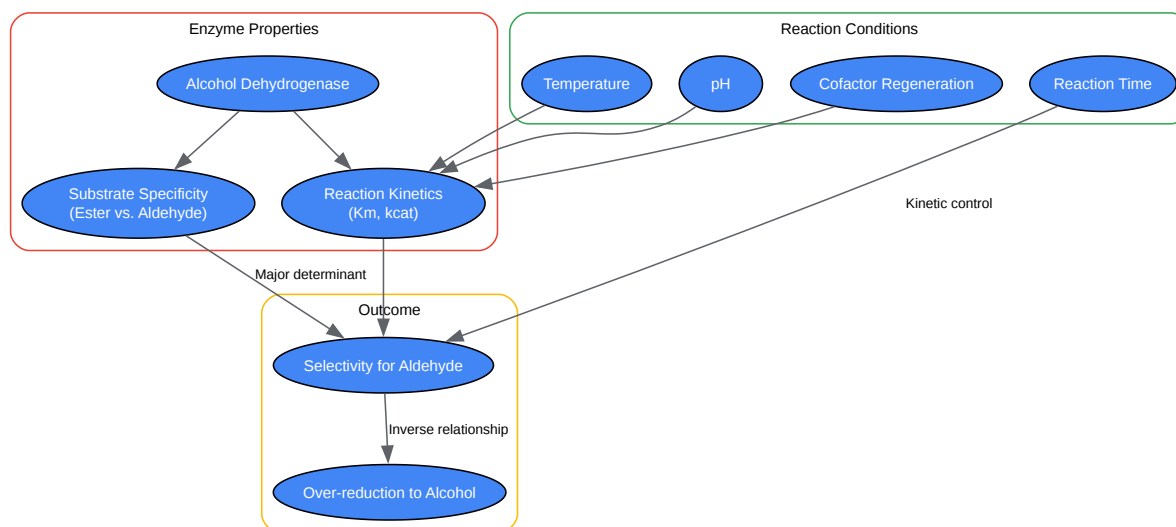 Enzyme Properties
Reaction Conditions
Alcohol Dehydrogenase
Temperature
pH
Cofactor Regeneration
Reaction Time
Substrate Specificity
(Ester vs. Aldehyde)
Reaction Kinetics
(Km, kcat)
Kinetic control
Major determinant
Outcome
Selectivity for Aldehyde
Inverse relationship
Over-reduction to Alcohol